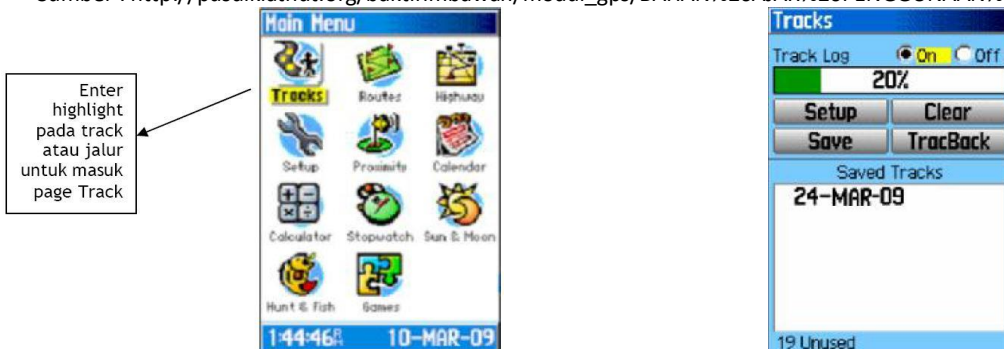 Main Menu
Tracks
Routes
Highway
Setup
Proximity
Calendar
Calculator
Stopwatch
Sun & Moon
Hunt & Fish
Games
1:44:46
10-MAR-09
Enter
highlight
pada track
atau jalur
untuk masuk
page Track
Tracks
Track Log
On
Off
20%
Setup
Clear
Save
TracBack
Saved Tracks
24-MAR-09
19 Unused